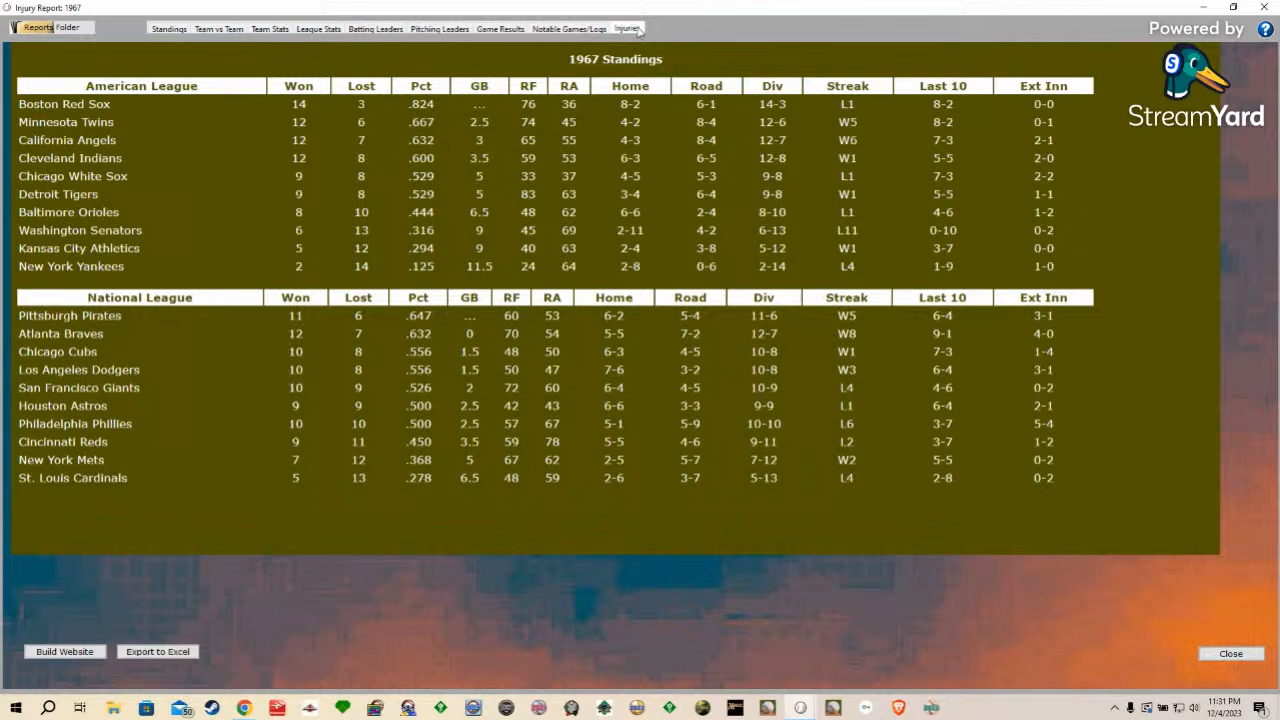 Injury Report: 1967
Reports Folder Standings Team vs Team Team Stats League Stats Batting Leaders Pitching Leaders Game Results Notable Games/Logs Injuries Powered by
StreamYard
1967 Standings
American League Won Lost Pct GB RF RA Home Road Div Streak Last 10 Ext Inn
Boston Red Sox 14 3 .824 ... 76 36 8-2 6-1 14-3 L1 8-2 0-0
Minnesota Twins 12 6 .667 2.5 74 45 4-2 8-4 12-6 W5 8-2 0-1
California Angels 12 7 .632 3 65 55 4-3 8-4 12-7 W6 7-3 2-1
Cleveland Indians 12 8 .600 3.5 59 53 6-3 6-5 12-8 W1 5-5 2-0
Chicago White Sox 9 8 .529 5 33 37 4-5 5-3 9-8 L1 7-3 2-2
Detroit Tigers 9 8 .529 5 83 63 3-4 6-4 9-8 W1 5-5 1-1
Baltimore Orioles 8 10 .444 6.5 48 62 6-6 2-4 8-10 L1 4-6 1-2
Washington Senators 6 13 .316 9 45 69 2-11 4-2 6-13 L11 0-10 0-2
Kansas City Athletics 5 12 .294 9 40 63 2-4 3-8 5-12 W1 3-7 0-0
New York Yankees 2 14 .125 11.5 24 64 2-8 0-6 2-14 L4 1-9 1-0
National League Won Lost Pct GB RF RA Home Road Div Streak Last 10 Ext Inn
Pittsburgh Pirates 11 6 .647 ... 60 53 6-2 5-4 11-6 W5 6-4 3-1
Atlanta Braves 12 7 .632 0 70 54 5-5 7-2 12-7 W8 9-1 4-0
Chicago Cubs 10 8 .556 1.5 48 50 6-3 4-5 10-8 W1 7-3 1-4
Los Angeles Dodgers 10 8 .556 1.5 50 47 7-6 3-2 10-8 W3 6-4 3-1
San Francisco Giants 10 9 .526 2 72 60 6-4 4-5 10-9 L4 4-6 0-2
Houston Astros 9 9 .500 2.5 42 43 6-6 3-3 9-9 L1 6-4 2-1
Philadelphia Phillies 10 10 .500 2.5 57 67 5-1 5-9 10-10 L6 3-7 5-4
Cincinnati Reds 9 11 .450 3.5 59 78 5-5 4-6 9-11 L2 3-7 1-2
New York Mets 7 12 .368 5 67 62 2-5 5-7 7-12 W2 5-5 0-2
St. Louis Cardinals 5 13 .278 6.5 48 59 2-6 3-7 5-13 L4 2-8 0-2
Build Website Export to Excel Close
50 11:31 PM
12/4/2023